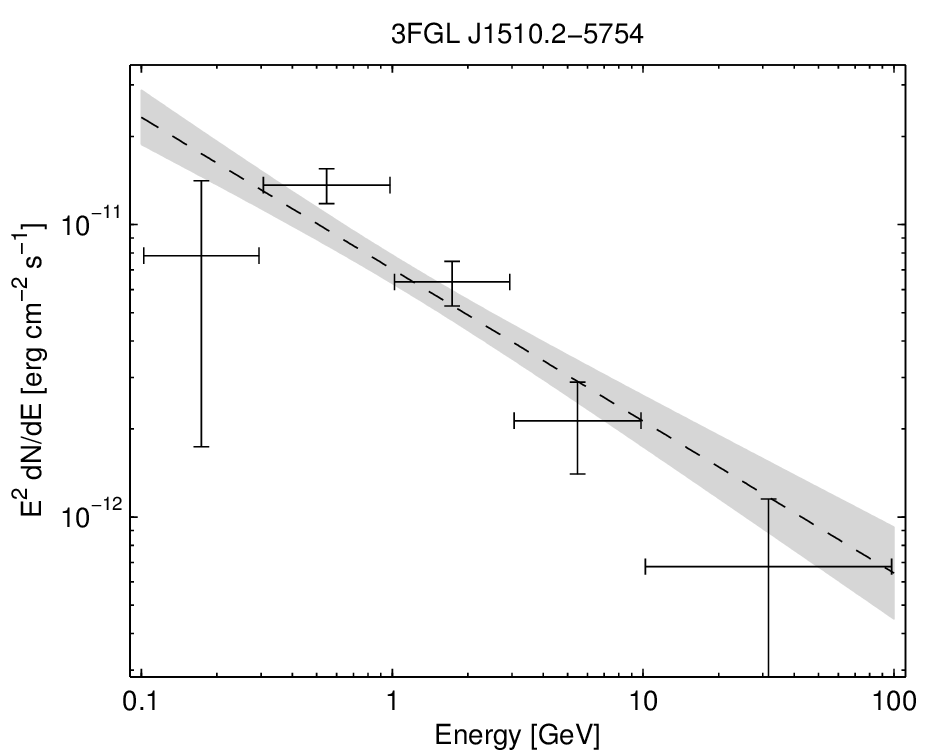 3FGL J1510.2−5754
E² dN/dE [erg cm⁻² s⁻¹]
10⁻¹¹
10⁻¹²
0.1 1 10 100
Energy [GeV]